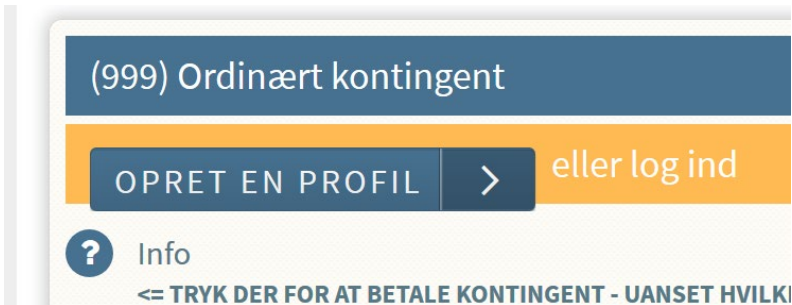 (999) Ordinært kontingent
OPRET EN PROFIL eller log ind
? Info
<= TRYK DER FOR AT BETALE KONTINGENT - UANSET